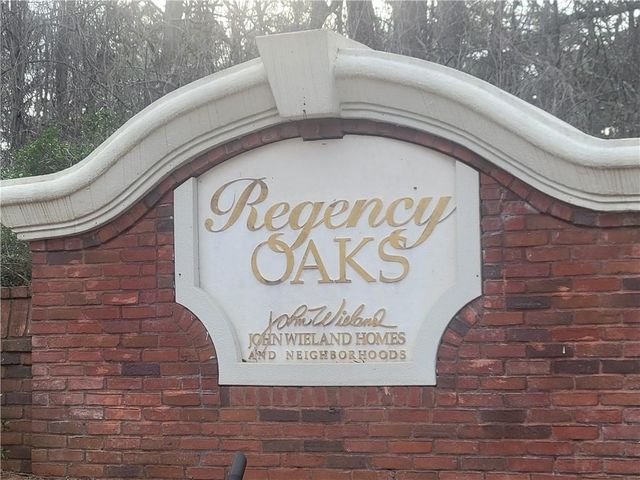 Regency
OAKS
John Wieland
JOHN WIELAND HOMES
AND NEIGHBORHOODS